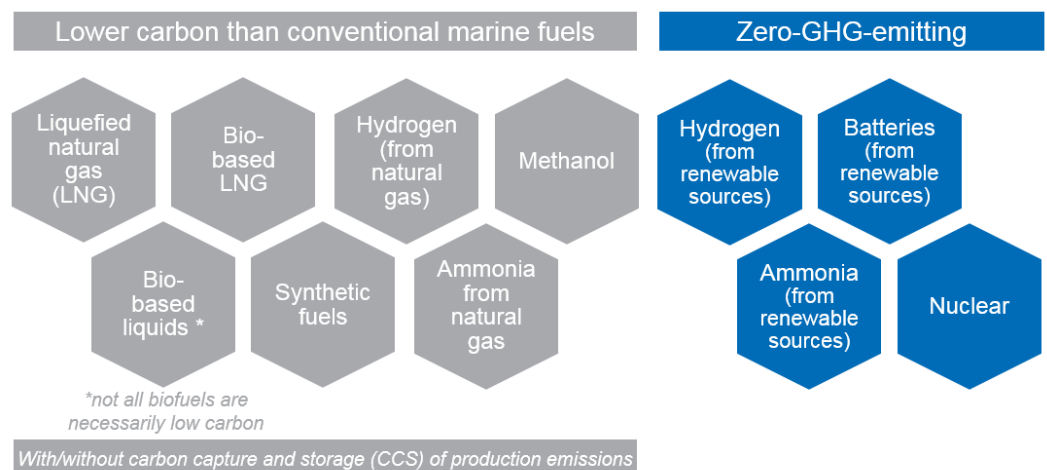 Lower carbon than conventional marine fuels
Zero-GHG-emitting
Liquefied
natural
gas
(LNG)
Bio-
based
LNG
Hydrogen
(from
natural
gas)
Methanol
Hydrogen
(from
renewable
sources)
Batteries
(from
renewable
sources)
Bio-
based
liquids *
Synthetic
fuels
Ammonia
from
natural
gas
Ammonia
(from
renewable
sources)
Nuclear
*not all biofuels are
necessarily low carbon
With/without carbon capture and storage (CCS) of production emissions